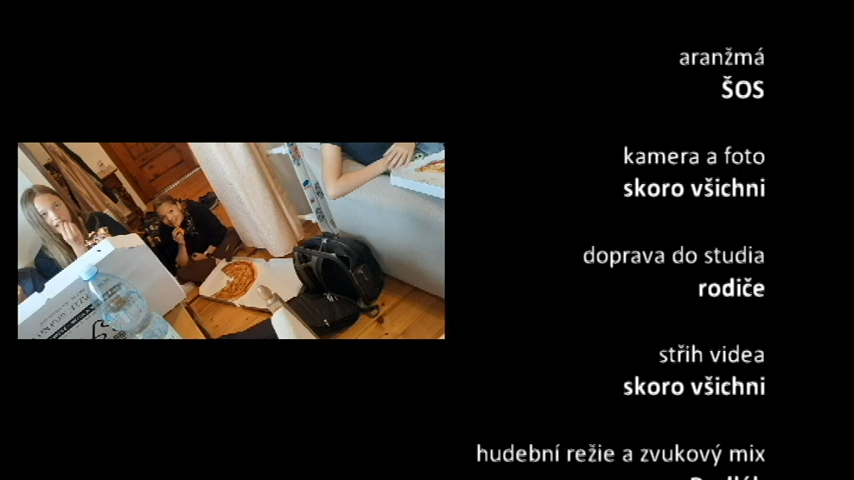 aranžmá
ŠOS
kamera a foto
skoro všichni
doprava do studia
rodiče
střih videa
skoro všichni
hudební režie a zvukový mix